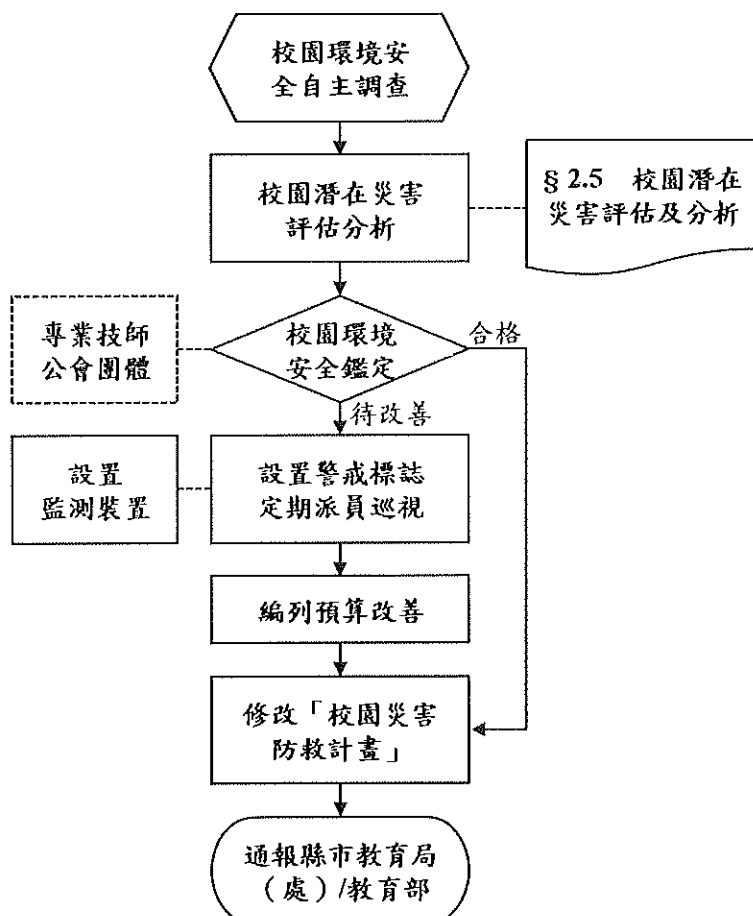 校園環境安
全自主調查
校園潛在災害
評估分析
§ 2.5 校園潛在
災害評估及分析
專業技師
公會團體
校園環境
安全鑑定
合格
待改善
設置
監測裝置
設置警戒標誌
定期派員巡視
編列預算改善
修改「校園災害
防救計畫」
通報縣市教育局
（處）/教育部